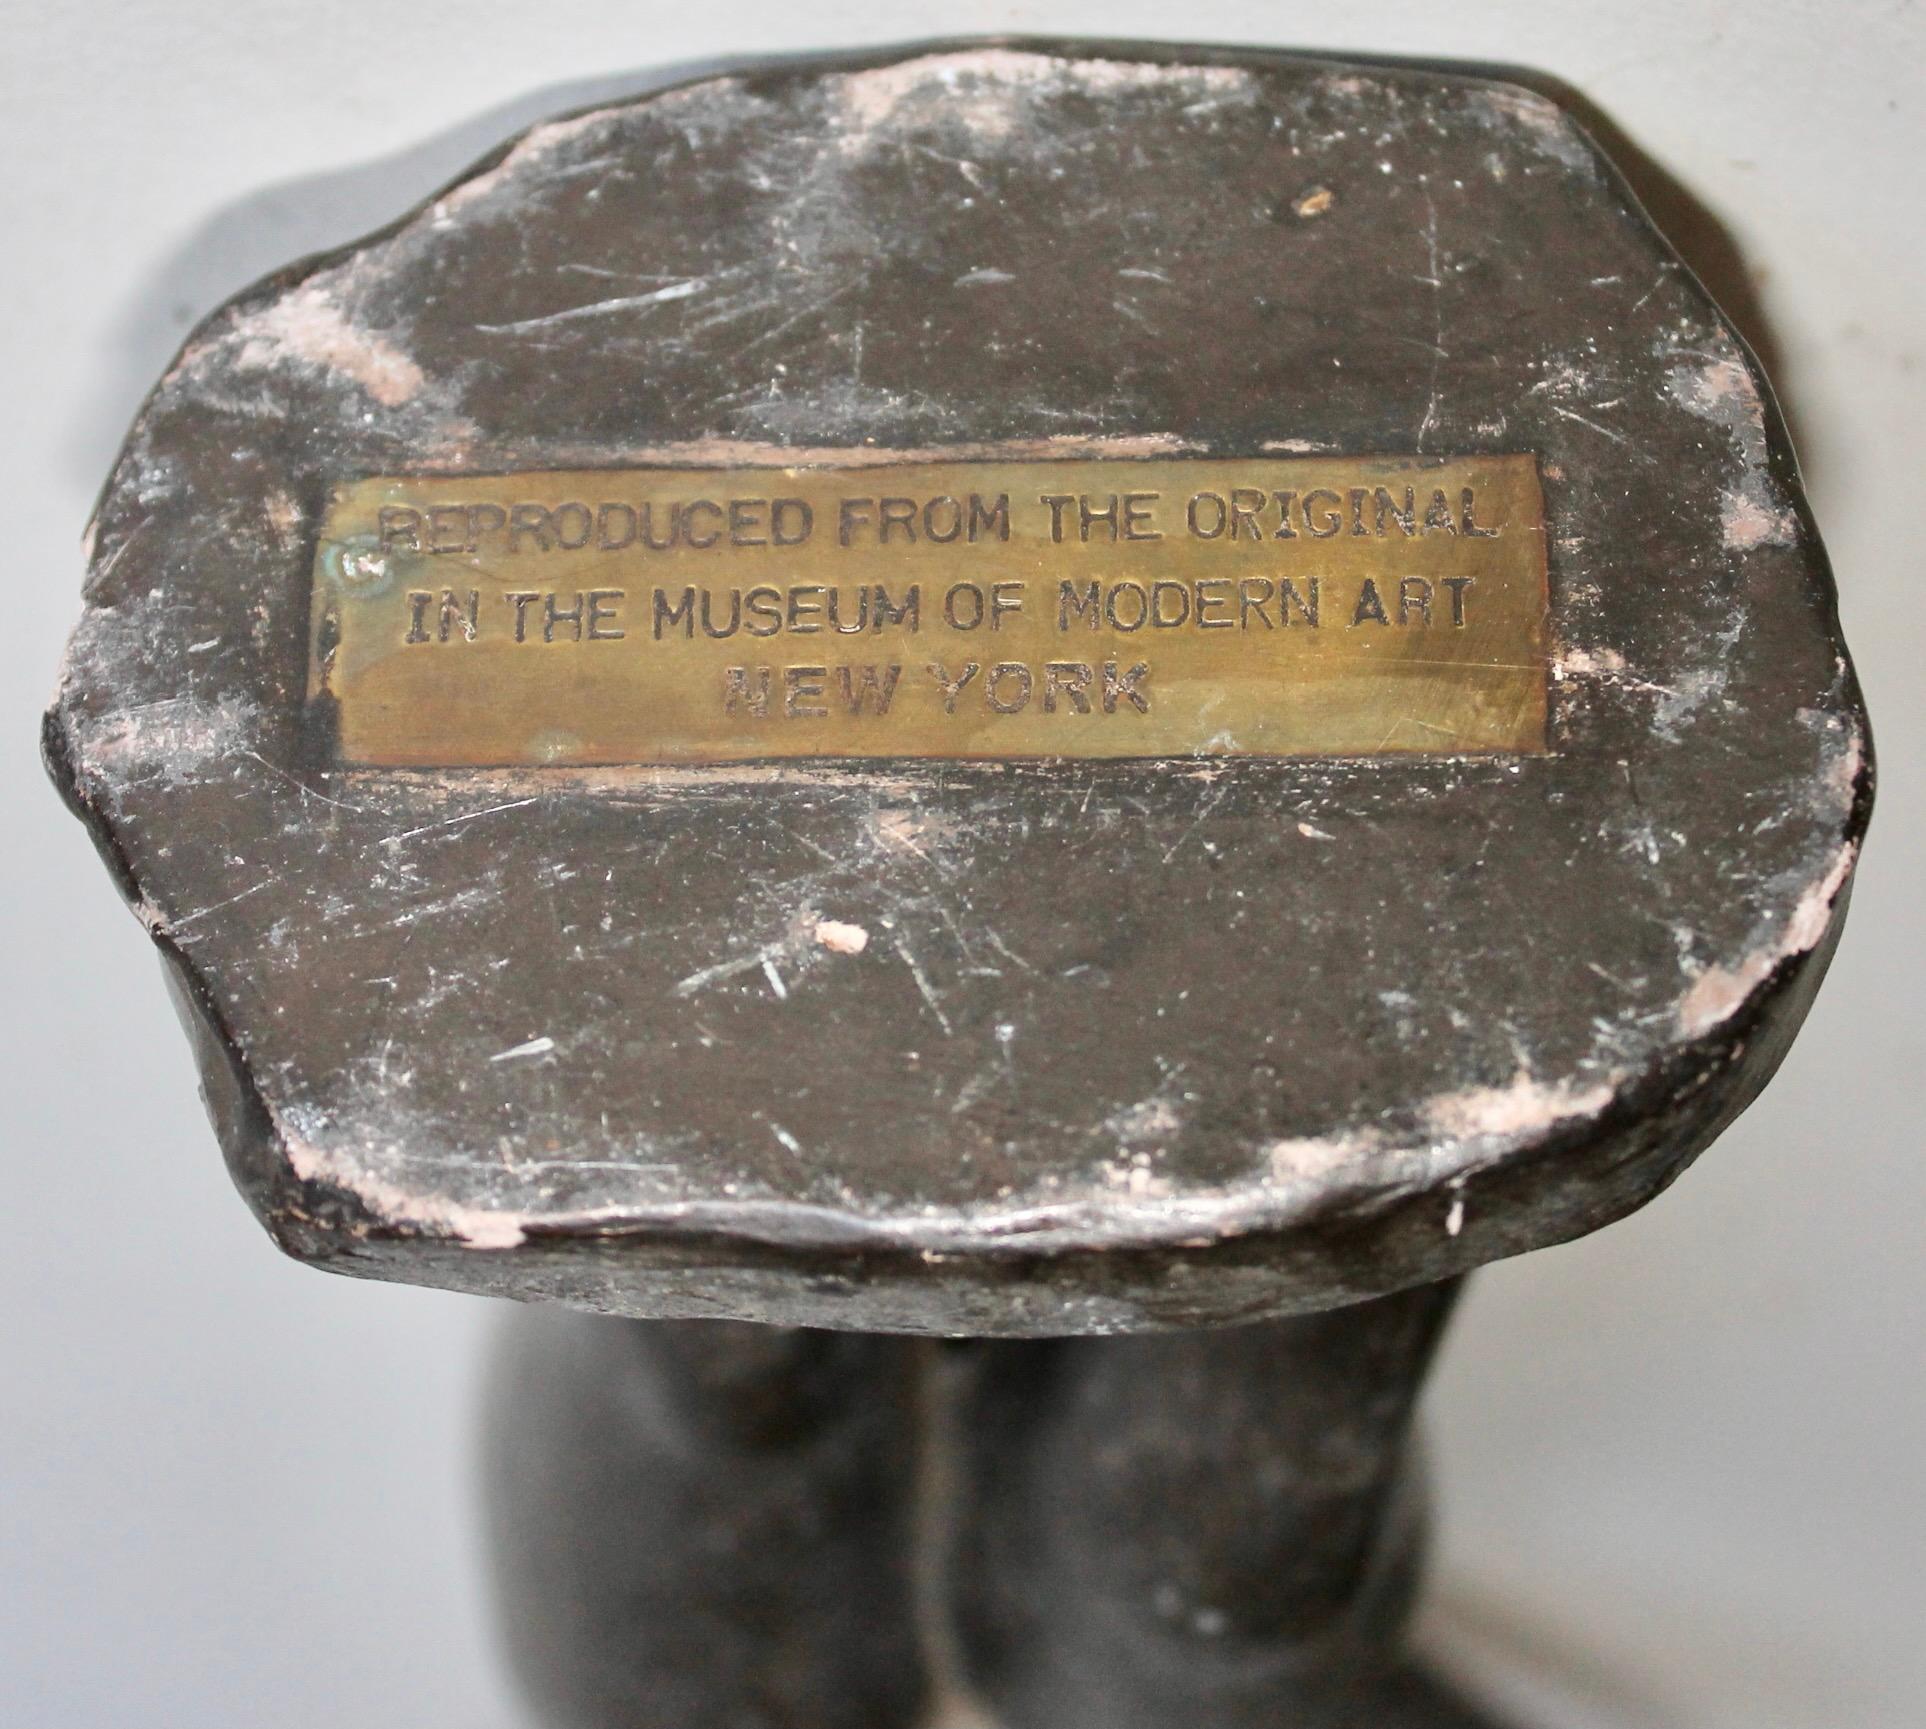 REPRODUCED FROM THE ORIGINAL
IN THE MUSEUM OF MODERN ART
NEW YORK